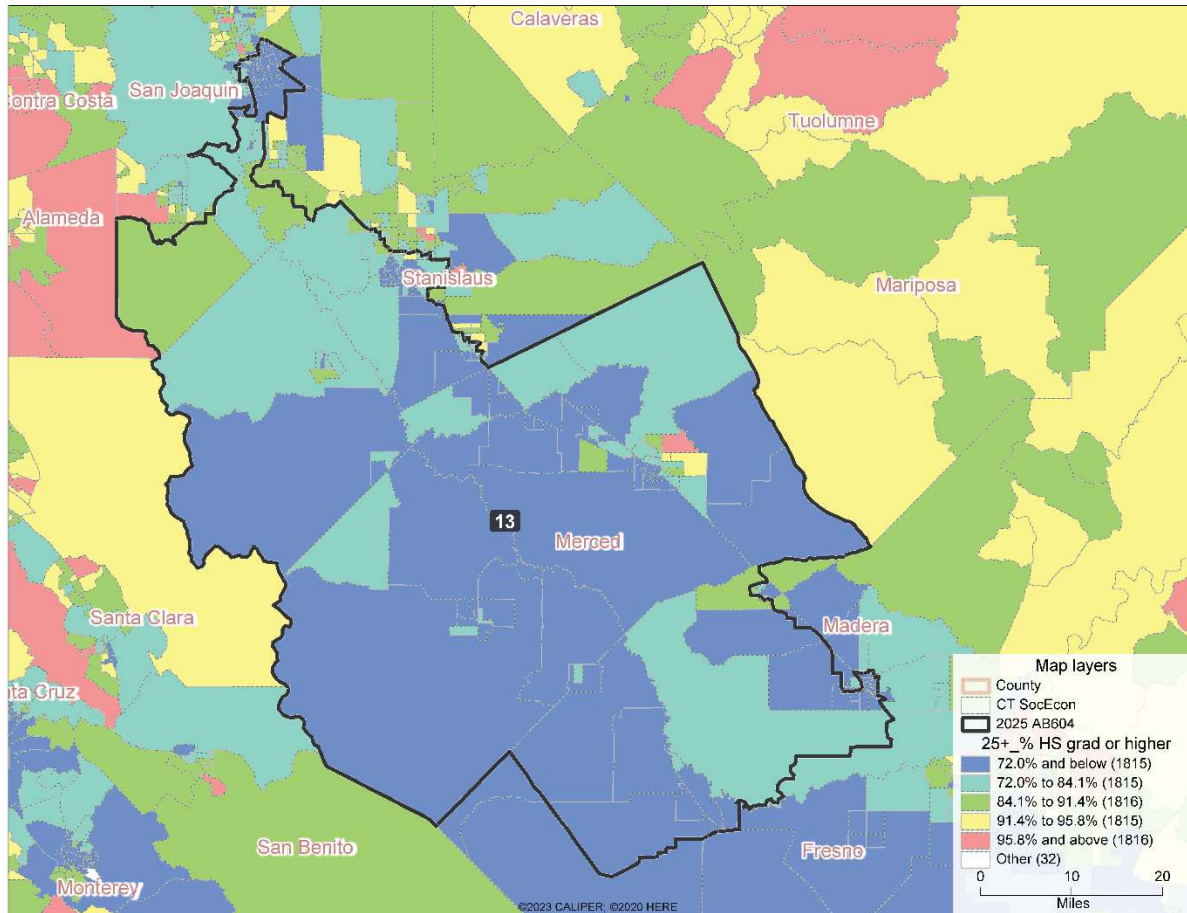 Calaveras
San Joaquin
Contra Costa
Tuolumne
Alameda
Stanislaus
Mariposa
13
Merced
Santa Clara
Madera
nta Cruz
San Benito
Fresno
Monterey
Map layers
County
CT SocEcon
2025 AB604
25+_% HS grad or higher
72.0% and below (1815)
72.0% to 84.1% (1815)
84.1% to 91.4% (1816)
91.4% to 95.8% (1815)
95.8% and above (1816)
Other (32)
0 10 20
Miles
©2023 CALIPER; ©2020 HERE